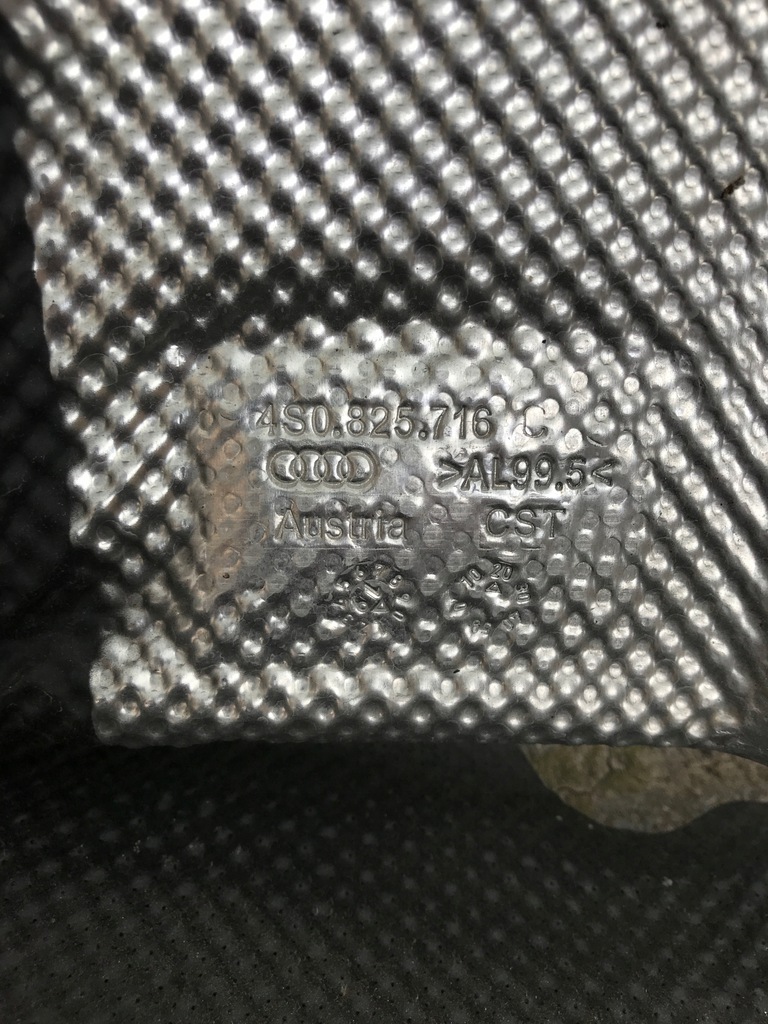 4S0.825.716 C
>AL99.5<
Austria CST